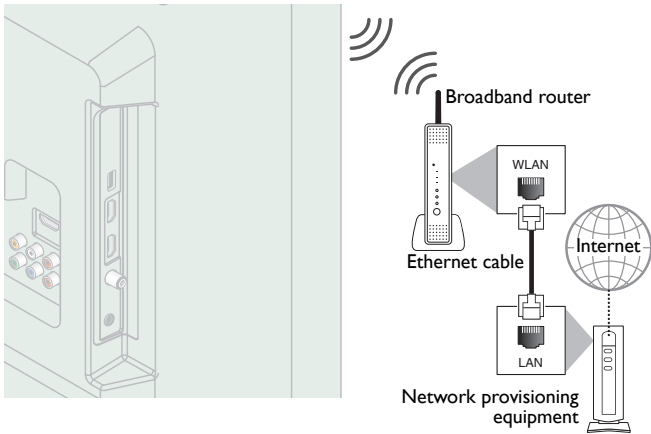 Broadband router
WLAN
Internet
Ethernet cable
LAN
Network provisioning
equipment